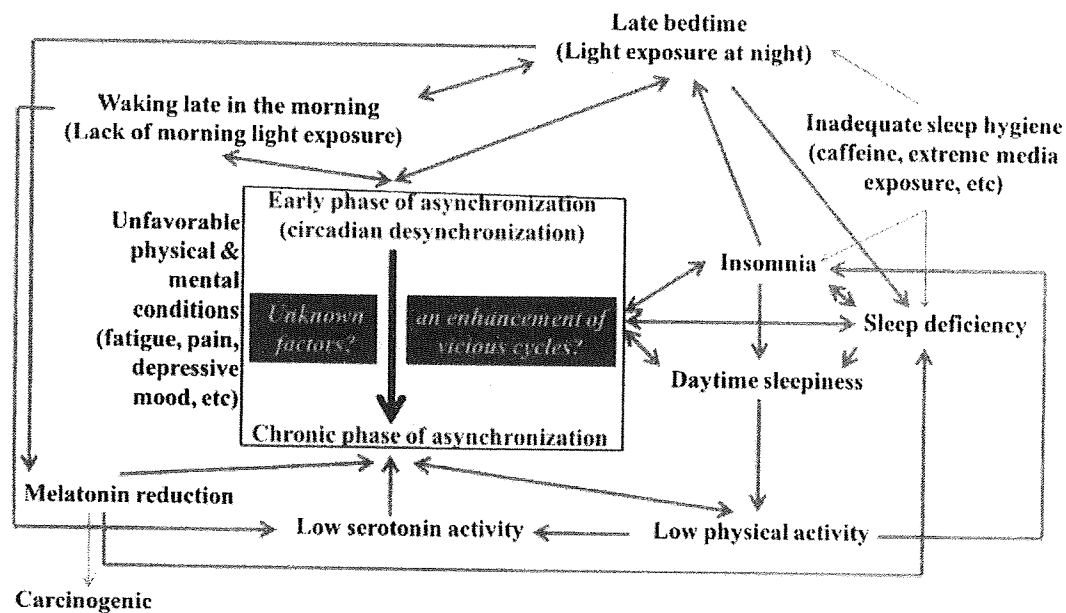 Late bedtime
(Light exposure at night)
Waking late in the morning
(Lack of morning light exposure)
Inadequate sleep hygiene
(caffeine, extreme media
exposure, etc)
Early phase of asynchronization
(circadian desynchronization)
Unfavorable
physical &
mental
conditions
(fatigue, pain,
depressive
mood, etc)
Unknown
factors?
an enhancement of
vicious cycles?
Insomnia
Sleep deficiency
Daytime sleepiness
Chronic phase of asynchronization
Melatonin reduction
Low serotonin activity
Low physical activity
Carcinogenic